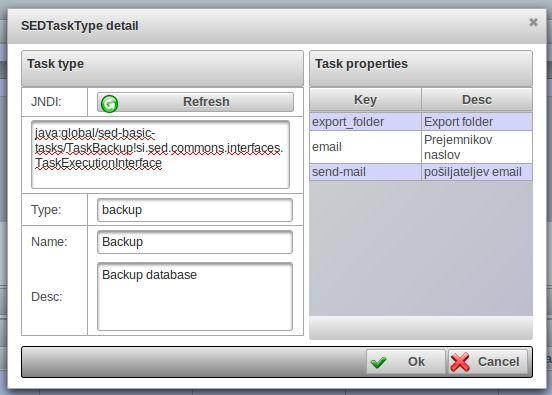 SEDTaskType detail
Task type
JNDI:
Refresh
java:global/sed-basic-
tasks/TaskBackup!si.sed.commons.interfaces.
TaskExecutionInterface
Type:
backup
Name:
Backup
Desc:
Backup database
Task properties
Key Desc
export_folder Export folder
email Prejemnikov
naslov
send-mail pošiljateljev email
Ok
Cancel